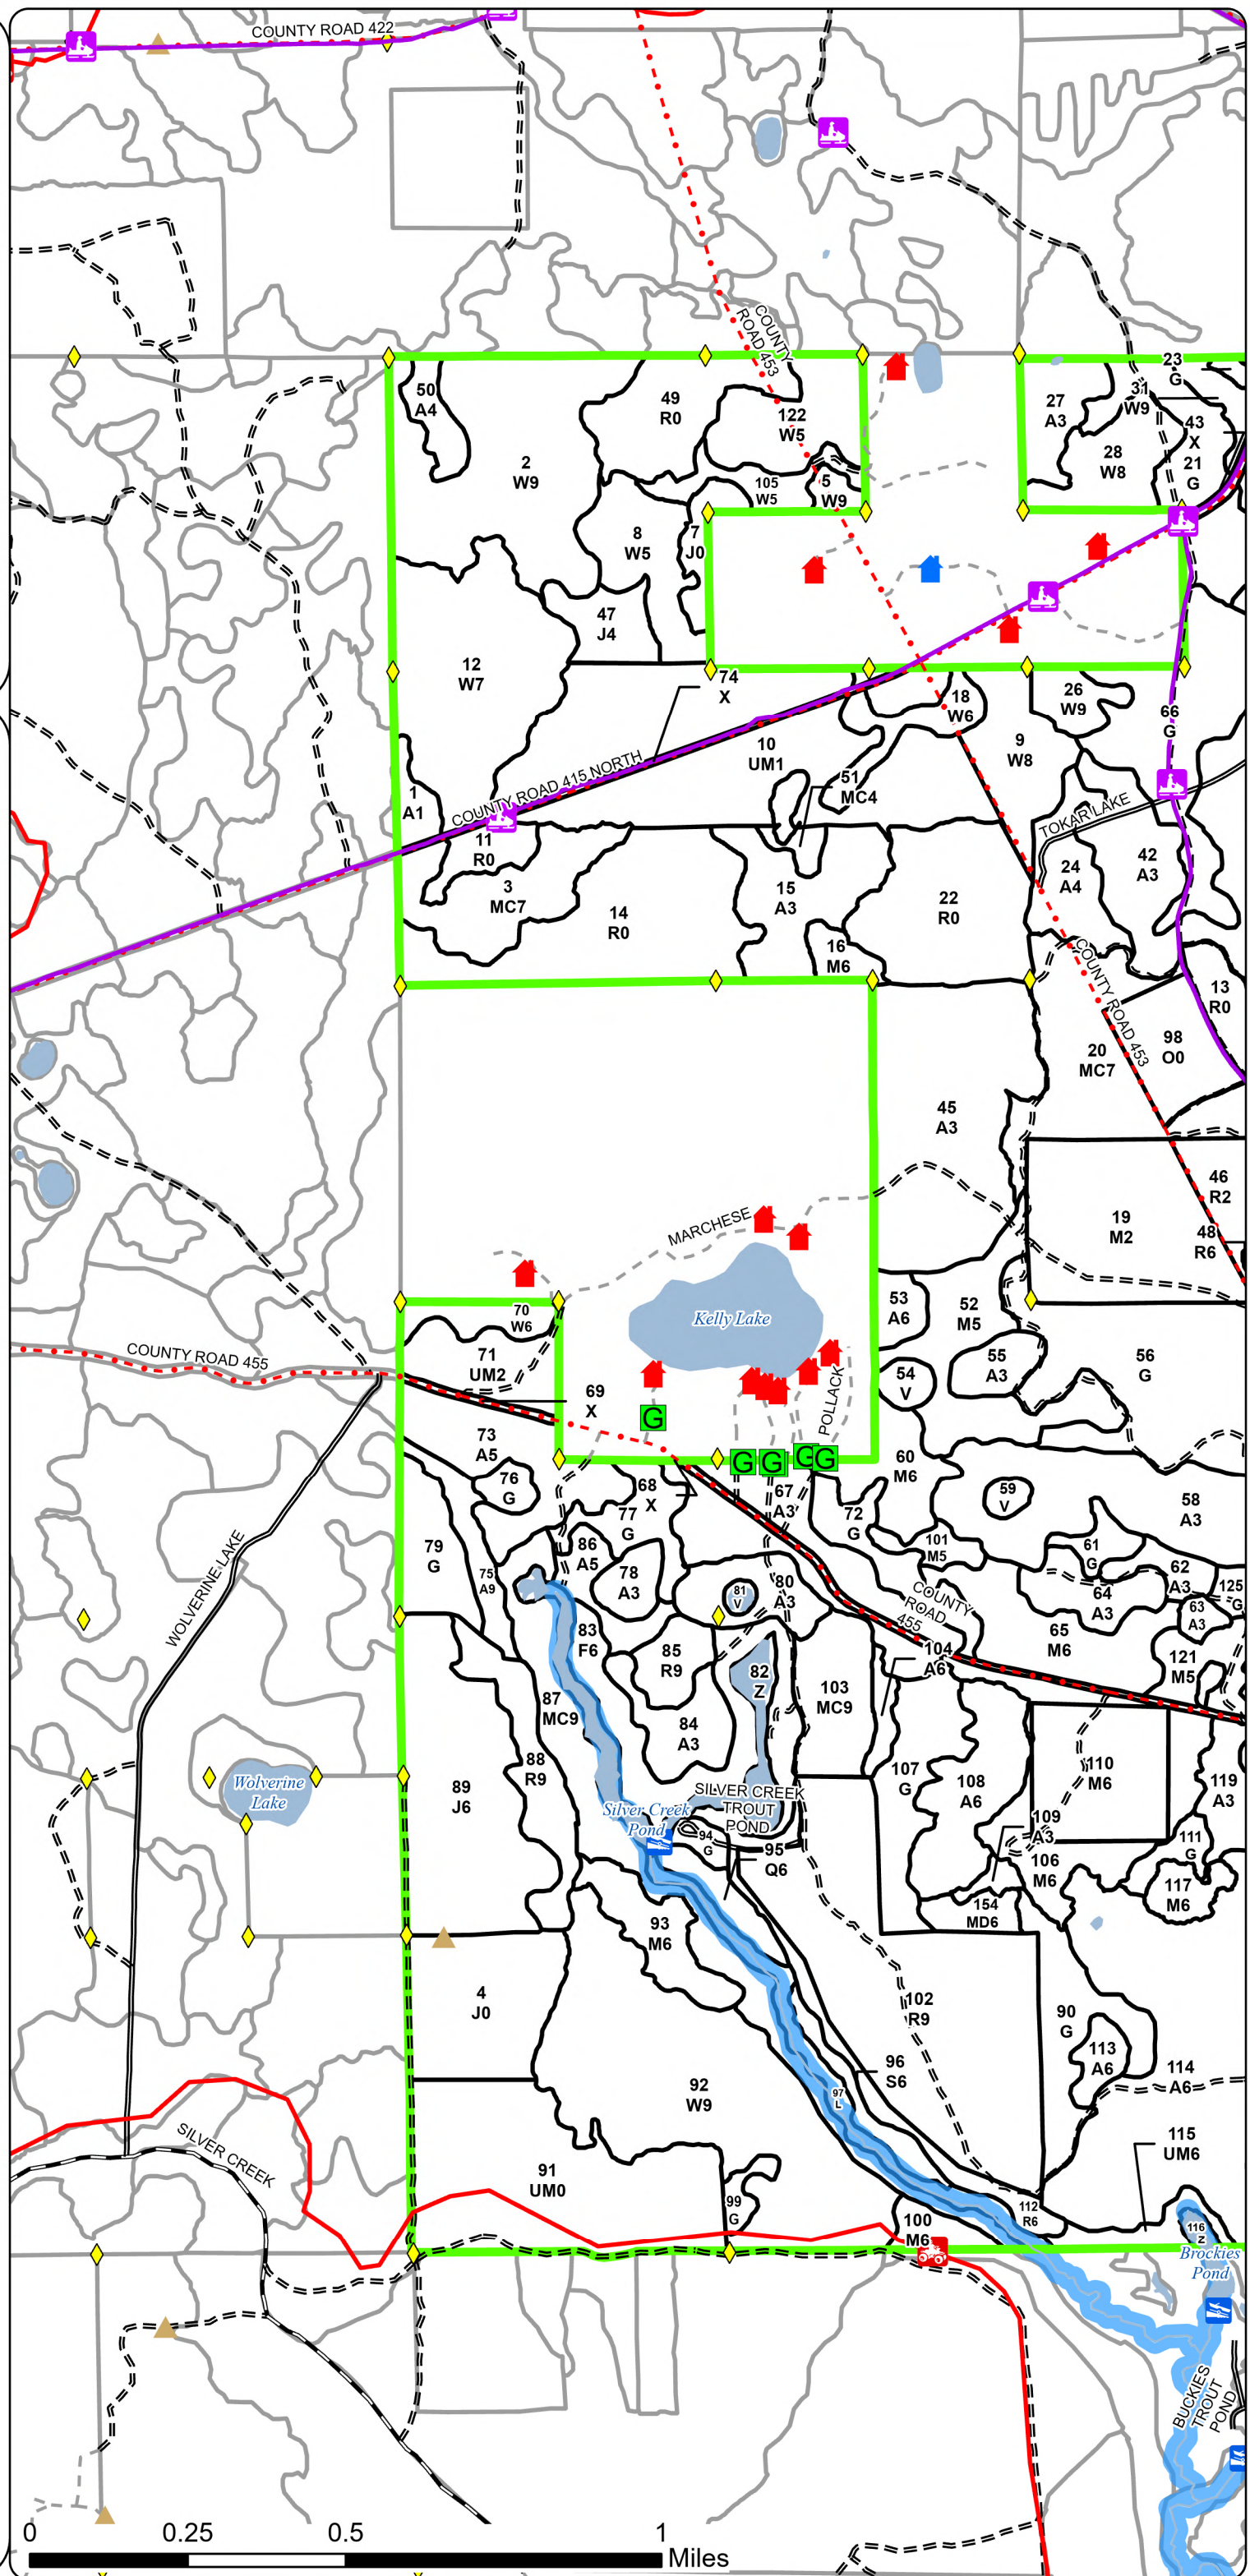 COUNTY ROAD 422
COUNTY
ROAD 453
23
G
50
A4
49
R0
122
W5
27
A3
31
W9
43
X
28
W8
21
G
2
W9
105
W5
5
W9
8
W5
7
J0
47
J4
12
W7
74
X
18
W6
26
W9
66
G
10
UM1
9
W8
COUNTY ROAD 415 NORTH
51
MC4
1
A1
TOKAR LAKE
11
R0
3
MC7
15
A3
24
A4
42
A3
14
R0
22
R0
16
M6
COUNTY ROAD 453
13
R0
20
MC7
98
O0
45
A3
46
R2
19
M2
48
R6
MARCHESE
Kelly Lake
70
W6
53
A6
52
M5
COUNTY ROAD 455
71
UM2
55
A3
56
G
54
V
69
X
POLLACK
G
73
A5
G
G
G
G
60
M6
76
G
68
X
67
A3
72
G
59
V
58
A3
77
G
79
G
86
A5
101
M5
61
G
75
A9
78
A3
81
V
80
A3
62
A3
125
G
64
A3
63
A3
WOLVERINE LAKE
COUNTY
ROAD
455
83
F6
85
R9
65
M6
104
A6
121
M5
82
Z
87
MC9
103
MC9
84
A3
88
R9
110
M6
107
G
108
A6
119
A3
Wolverine
Lake
89
J6
SILVER CREEK
TROUT
POND
Silver Creek
Pond
109
A3
94
G
95
Q6
111
G
106
M6
117
M6
154
MD6
93
M6
4
J0
102
R9
90
G
113
A6
96
S6
114
A6
92
W9
97
L
SILVER CREEK
115
UM6
91
UM0
99
G
112
R6
100
M6
116
Z
Brockies
Pond
BUCKIES
TROUT
POND
0
0.25
0.5
1
Miles